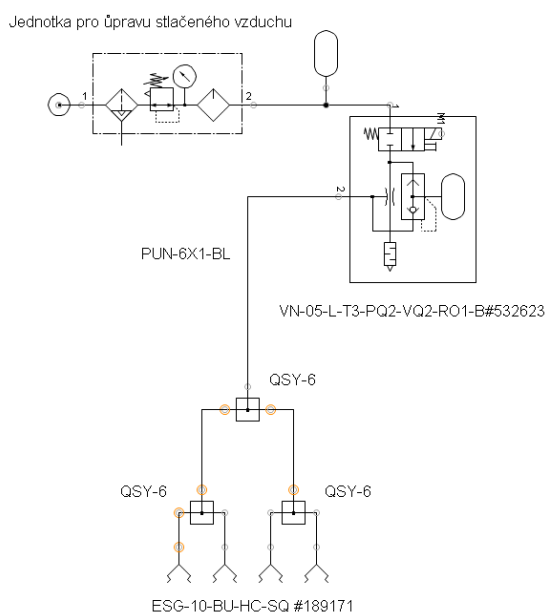 Jednotka pro ůpravu stlačeného vzduchu
1
2
1
M1
2
PUN-6X1-BL
VN-05-L-T3-PQ2-VQ2-RO1-B#532623
QSY-6
QSY-6
QSY-6
ESG-10-BU-HC-SQ #189171